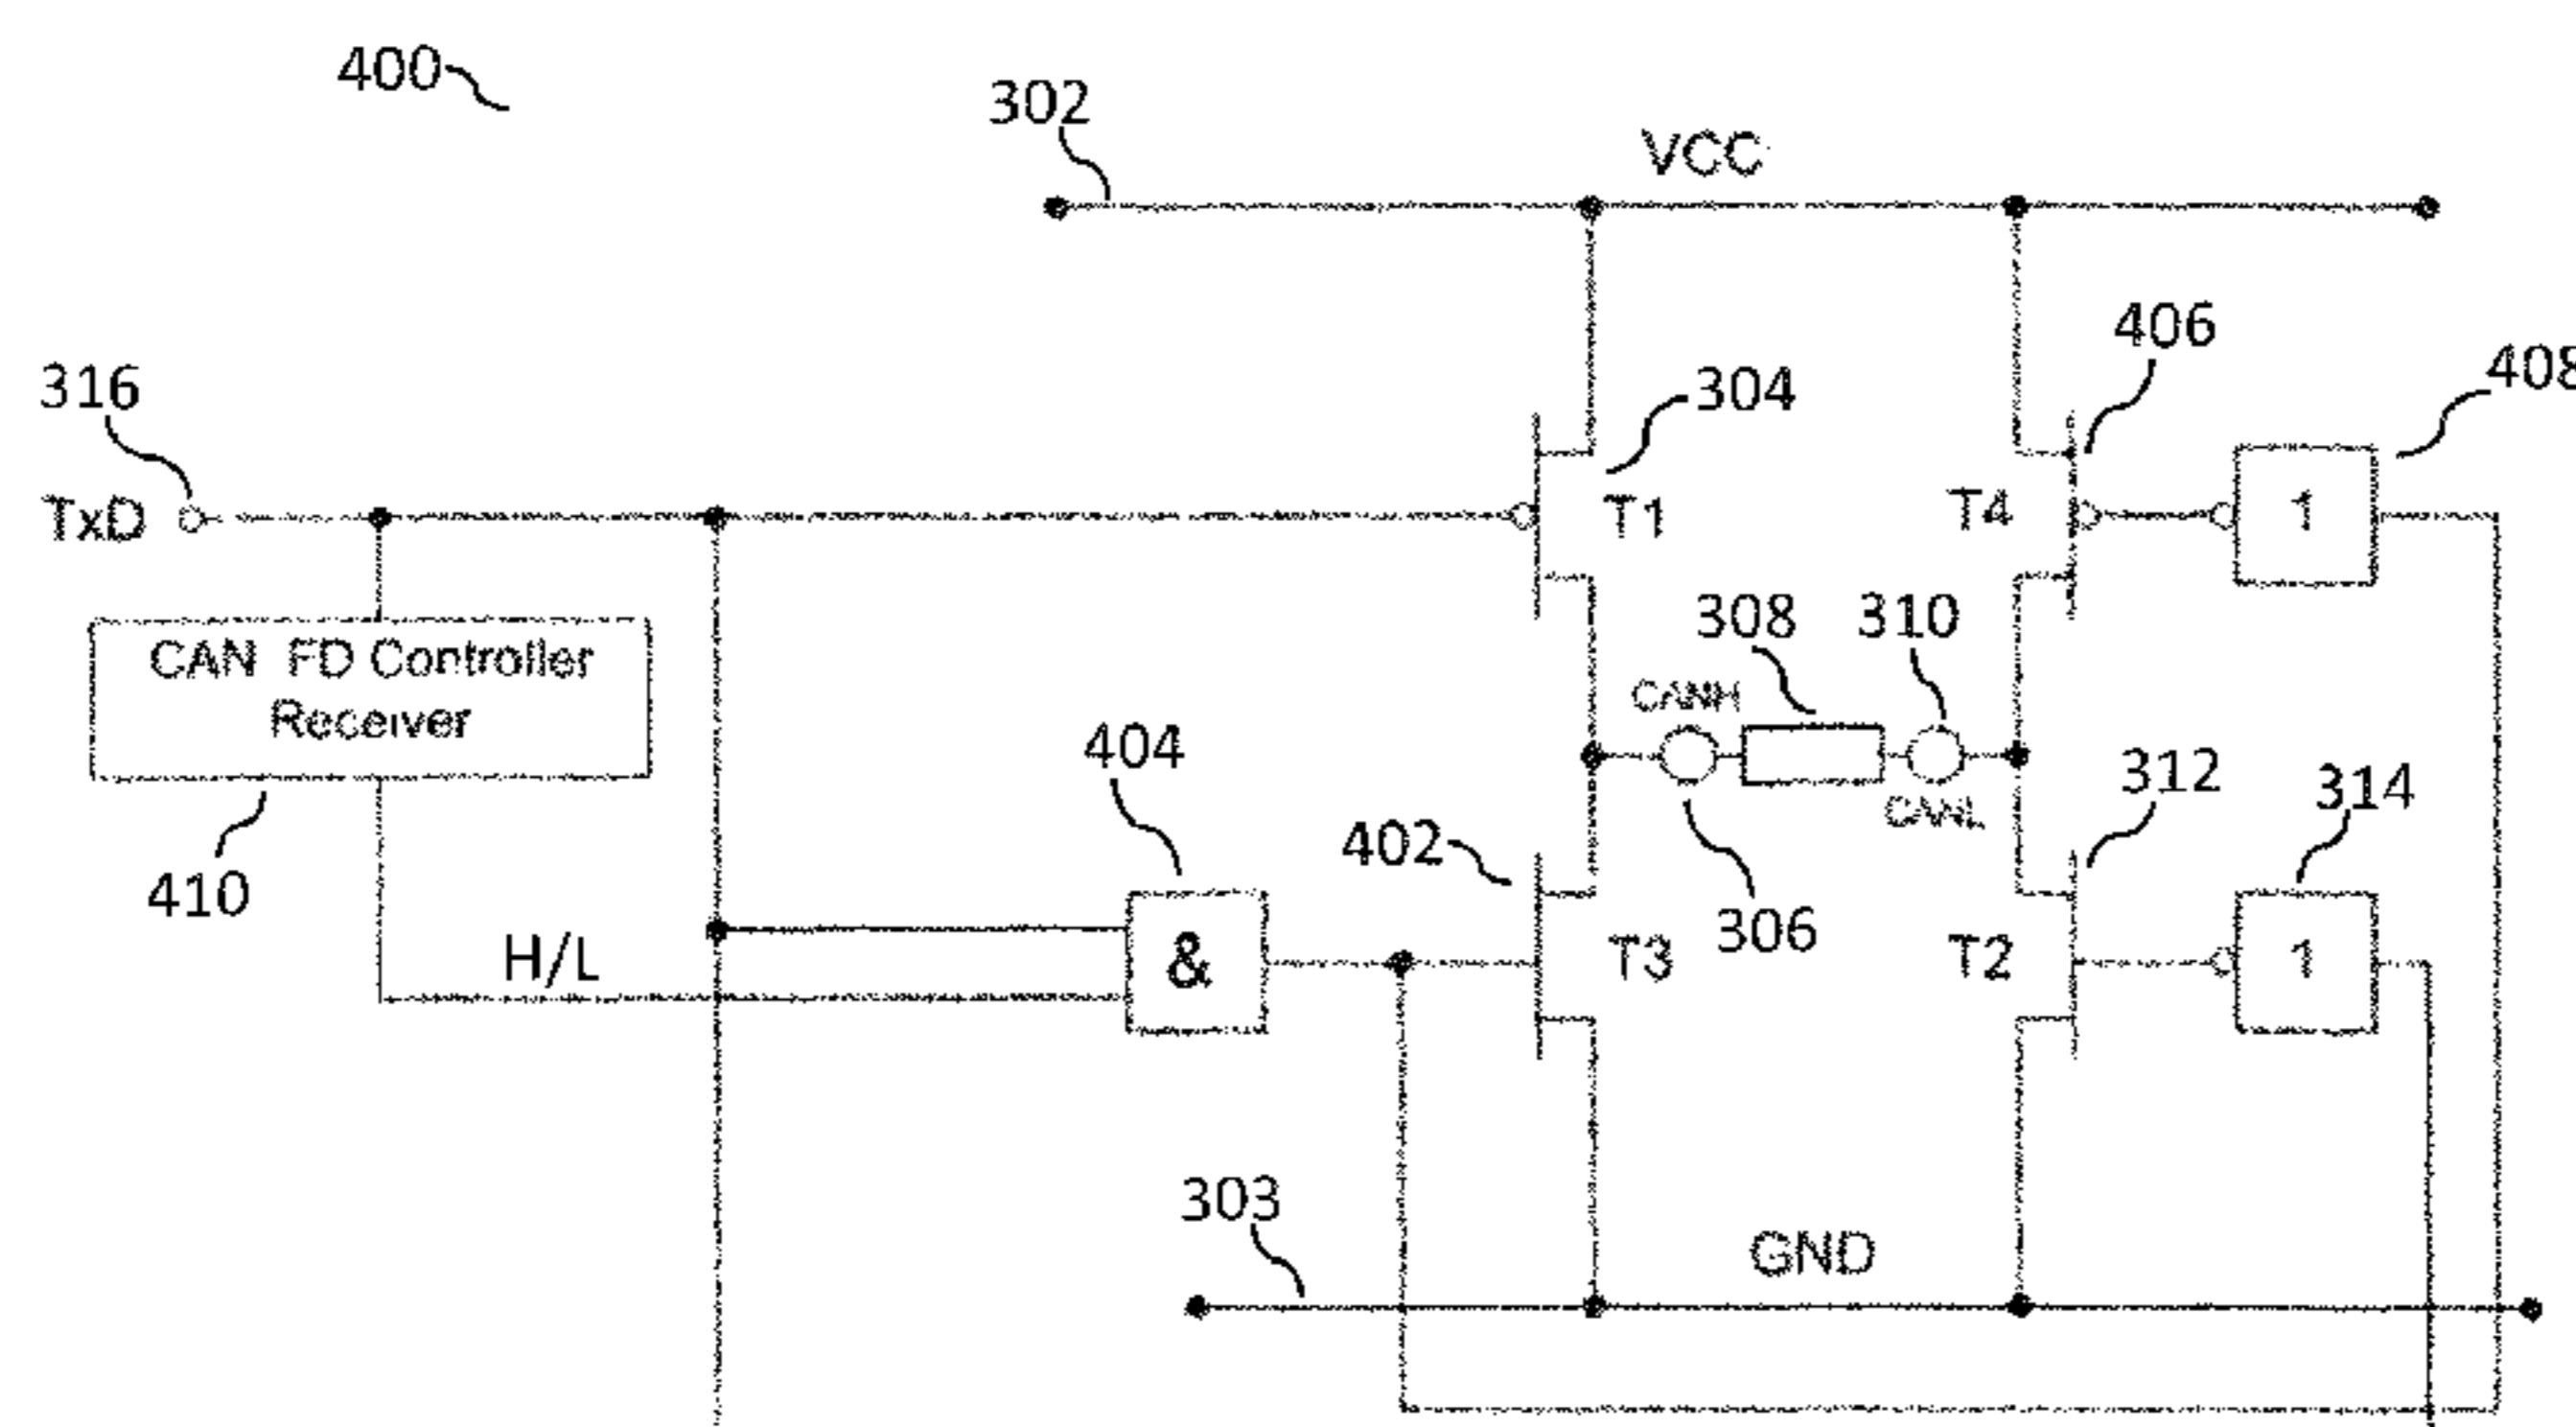 400
302
VCC
316
304
406
408
TxD
T1
T4
1
CAN FD Controller
Receiver
308
310
CANH
404
402
CANL
312
314
410
H/L
&
T3
306
T2
1
303
GND